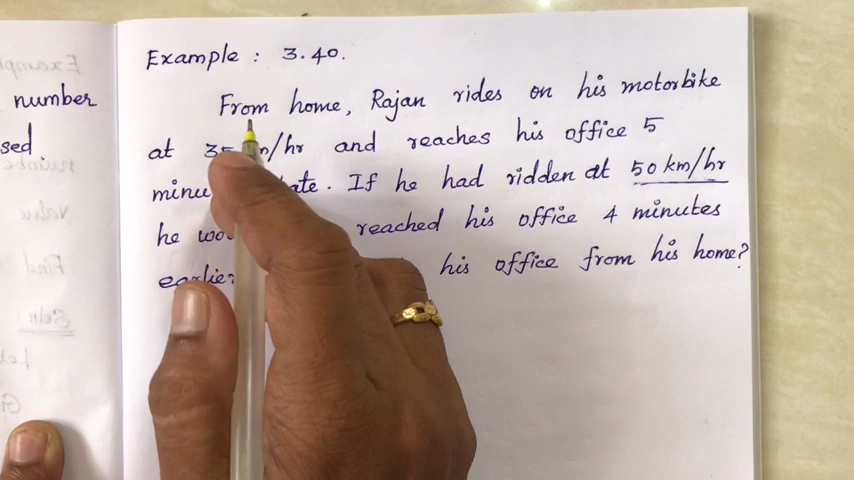 number
sed
Example : 3.40.
From home, Rajan rides on his motorbike
at 35 /hr and reaches his office 5
late. If he had ridden at 50 km/hr
he reached his office 4 minutes
earlier his office from his home?